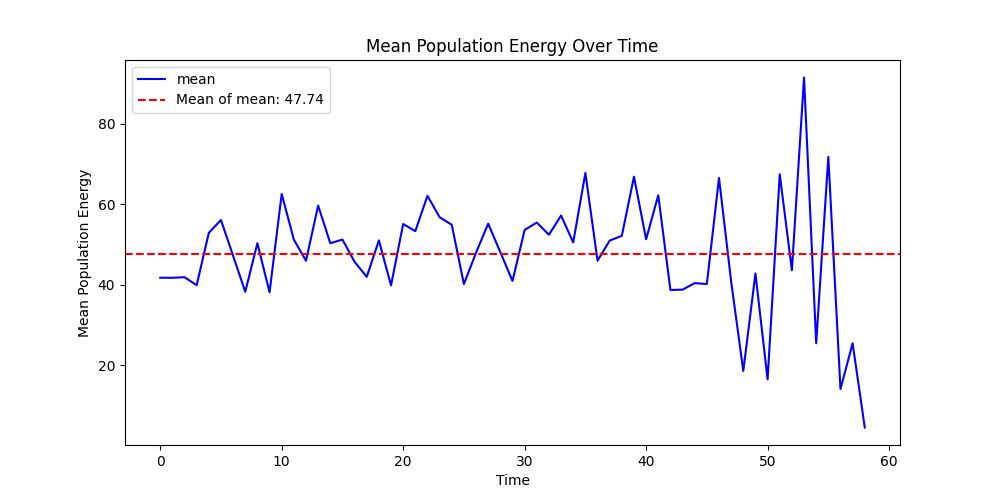 Mean Population Energy Over Time
mean
Mean of mean: 47.74
Mean Population Energy
80
60
40
20
0 10 20 30 40 50 60
Time